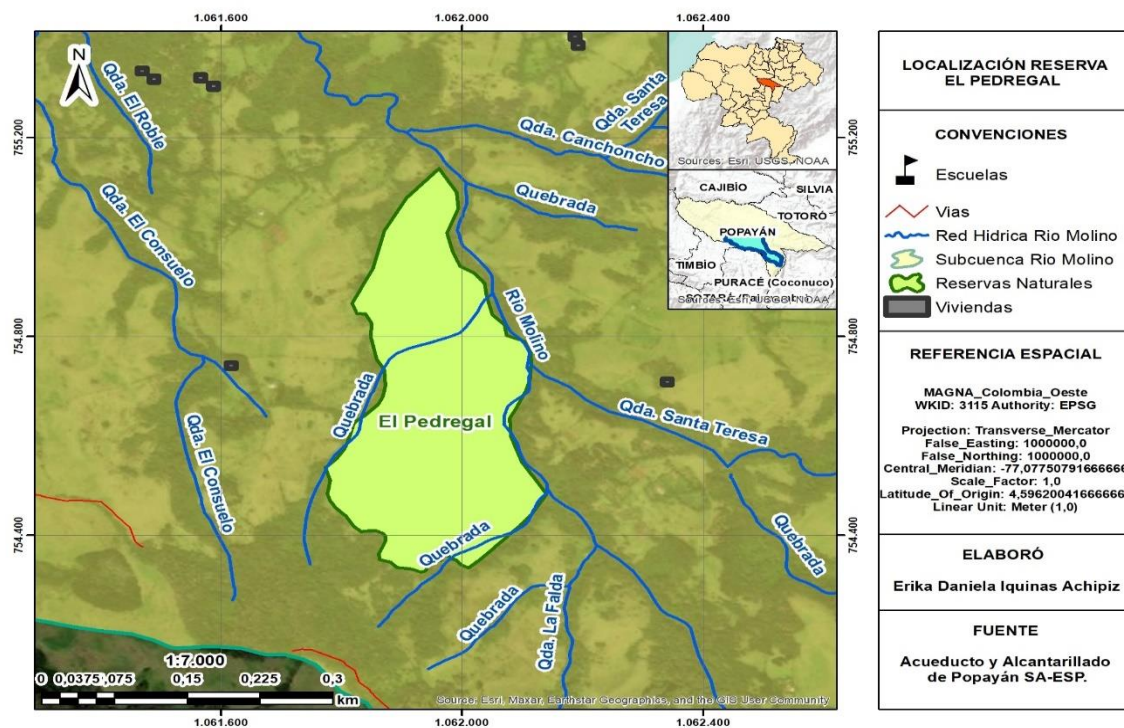 1.061.600
1.062.000
1.062.400
755.200
754.800
754.400
N
Qda. El Roble
Qda. El Consuelo
Qda. El Consuelo
Quebrada
El Pedregal
Quebrada
Quebrada
Qda. La Falda
Rio Molino
Quebrada
Qda. Canchoncho
Qda. Santa
Teresa
Qda. Santa Teresa
Quebrada
Sources: Esri, USGS, NOAA
CAJIBÌO
SILVIA
TOTORÓ
POPAYÁN
TIMBÌO
PURACÉ (Coconuco)
Sources: Esri, USGS, NOAA
1:7.000
0 0,0375 ,075 0,15 0,225 0,3
km
Source: Esri, Maxar, Earthstar Geographics, and the GIS User Community
755.200
754.800
754.400
1.061.600
1.062.000
1.062.400
LOCALIZACIÓN RESERVA
EL PEDREGAL
CONVENCIONES
Escuelas
Vias
Red Hidrica Rio Molino
Subcuenca Rio Molino
Reservas Naturales
Viviendas
REFERENCIA ESPACIAL
MAGNA_Colombia_Oeste
WKID: 3115 Authority: EPSG
Projection: Transverse_Mercator
False_Easting: 1000000,0
False_Northing: 1000000,0
Central_Meridian: -77,07750791666666
Scale_Factor: 1,0
Latitude_Of_Origin: 4,59620041666666
Linear Unit: Meter (1,0)
ELABORÓ
Erika Daniela Iquinas Achipiz
FUENTE
Acueducto y Alcantarillado
de Popayán SA-ESP.